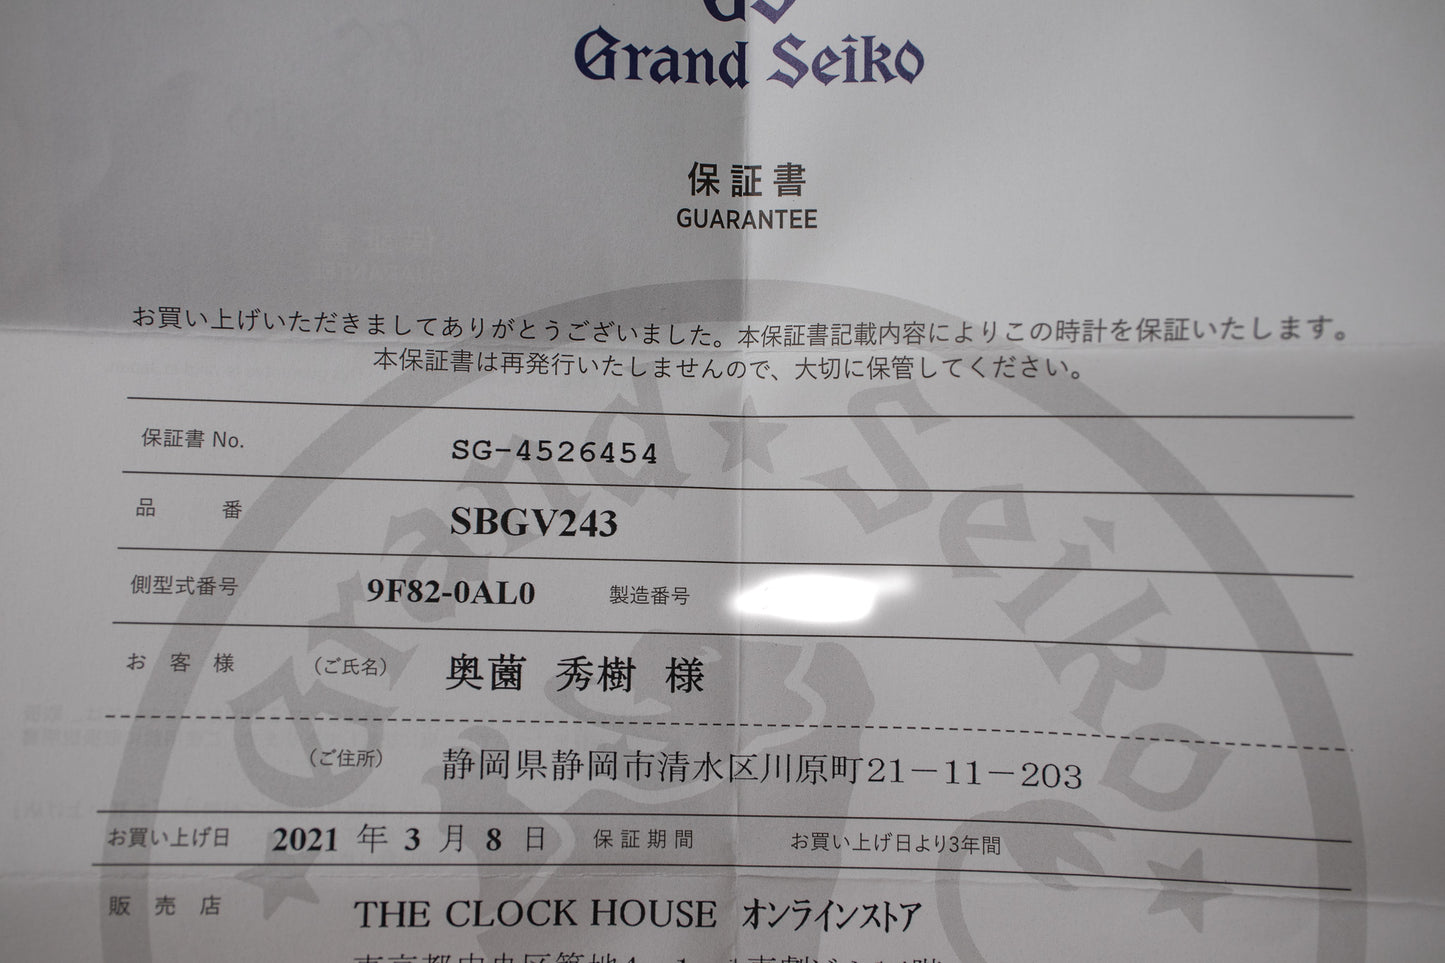 Grand Seiko
保証書
GUARANTEE
お買い上げいただきましてありがとうございました。本保証書記載内容によりこの時計を保証いたします。
本保証書は再発行いたしませんので、大切に保管してください。
保証書 No. SG-4526454
品 番 SBGV243
側型式番号 9F82-0AL0 製造番号
お 客 様 (ご氏名) 奥薗 秀樹 様
(ご住所) 静岡県静岡市清水区川原町21-11-203
お買い上げ日 2021 年 3 月 8 日 保証期間 お買い上げ日より3年間
販 売 店 THE CLOCK HOUSE オンラインストア
Grand ★ Seiko